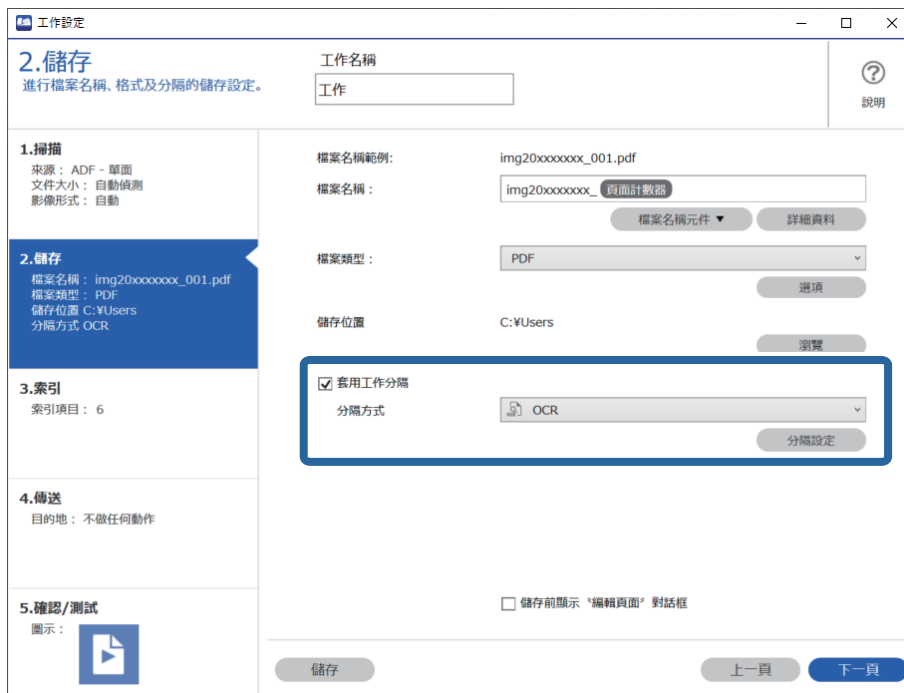 工作設定
2.儲存
進行檔案名稱、格式及分隔的儲存設定。
工作名稱
工作
說明
1.掃描
來源： ADF - 單面
文件大小： 自動偵測
影像形式： 自動
2.儲存
檔案名稱： img20xxxxxxx_001.pdf
檔案類型： PDF
儲存位置 C:¥Users
分隔方式 OCR
3.索引
索引項目： 6
4.傳送
目的地： 不做任何動作
5.確認/測試
圖示：
檔案名稱範例: img20xxxxxxx_001.pdf
檔案名稱： img20xxxxxxx_ 頁面計數器
檔案名稱元件▼ 詳細資料
檔案類型： PDF
選項
儲存位置 C:¥Users
瀏覽
套用工作分隔
分隔方式 OCR
分隔設定
儲存前顯示〝編輯頁面〞對話框
儲存 上一頁 下一頁